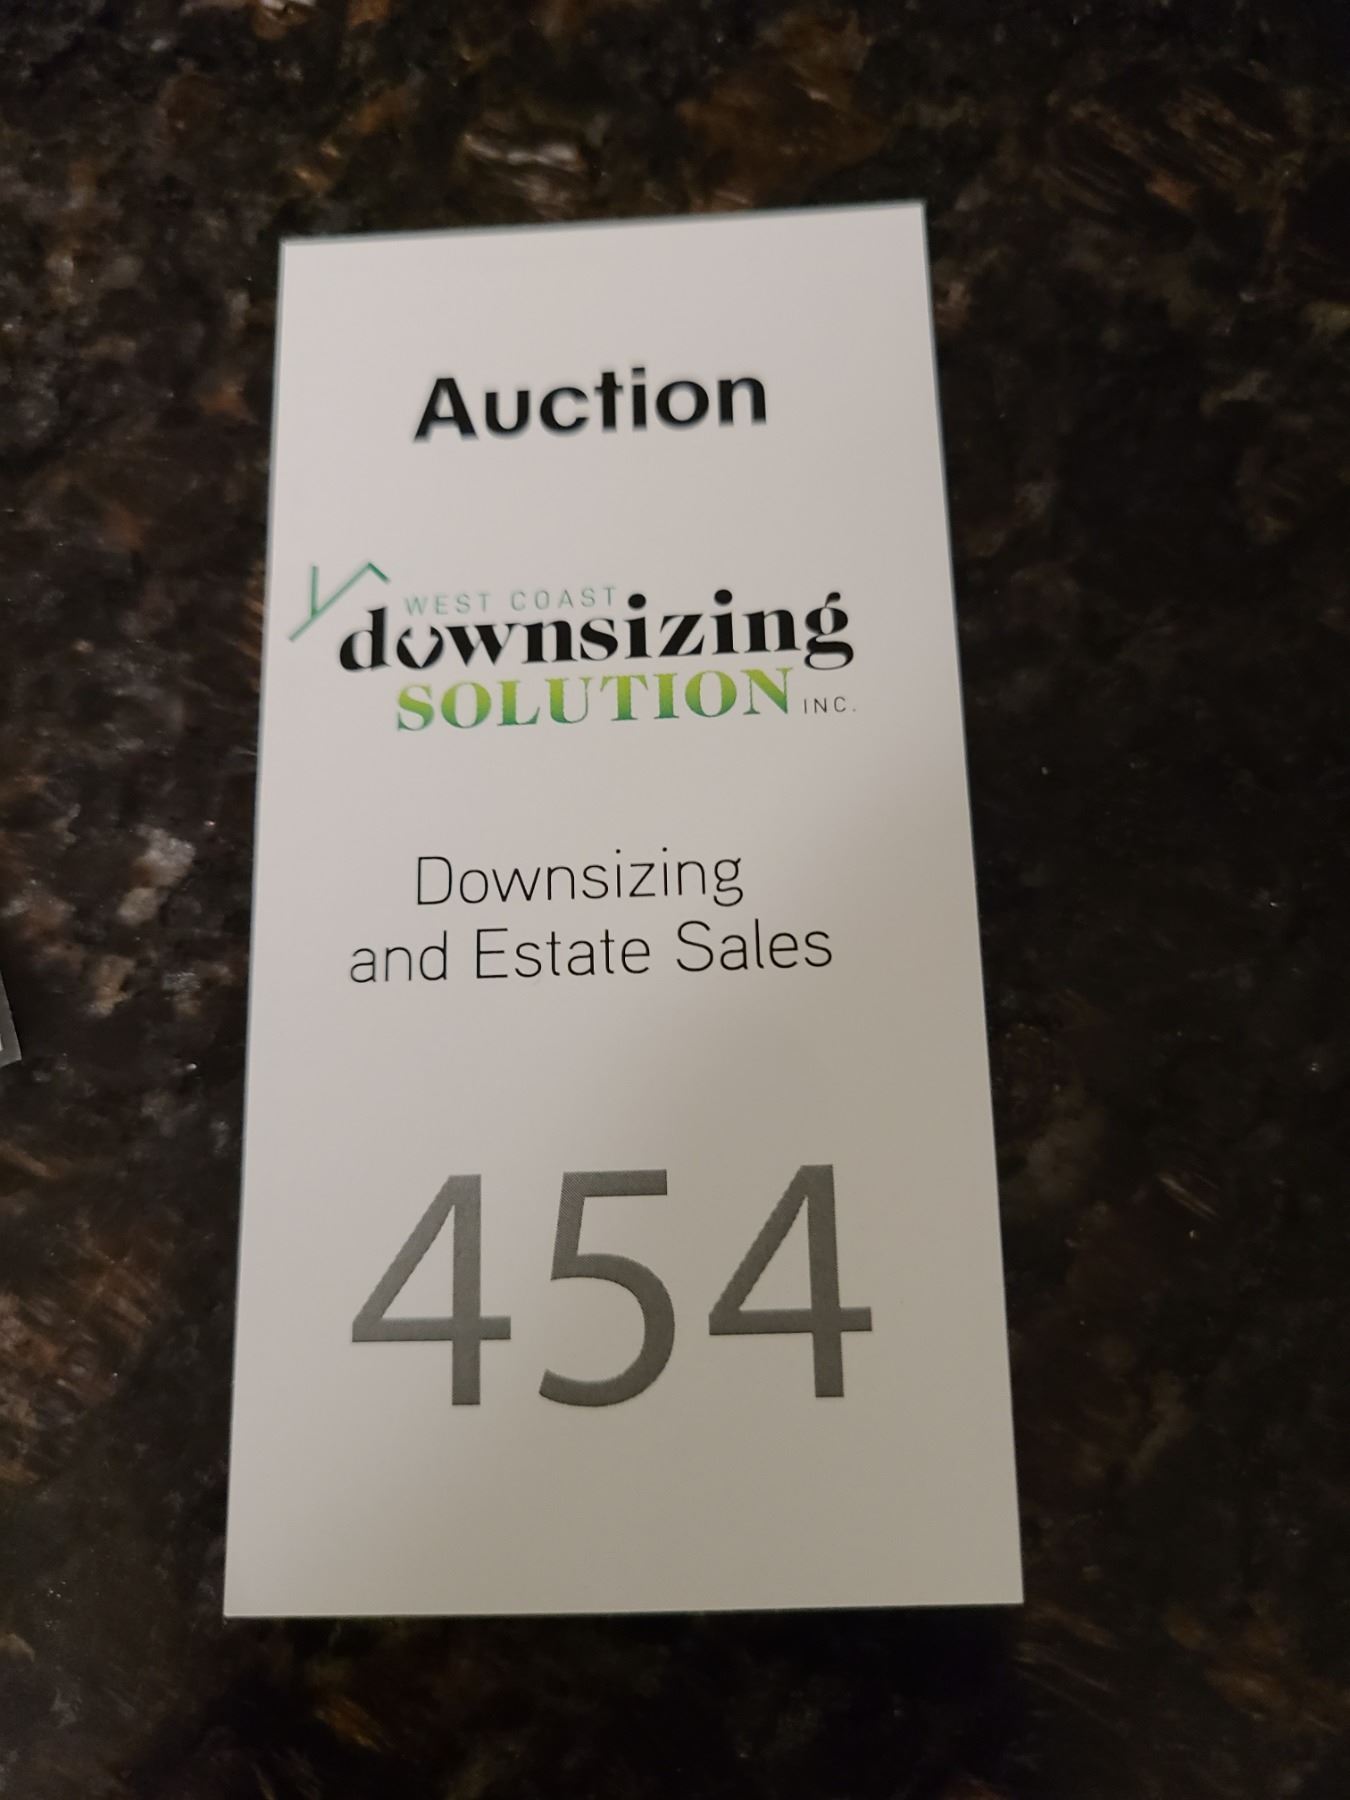 Auction
WEST COAST
downsizing
SOLUTION INC.
Downsizing
and Estate Sales
454